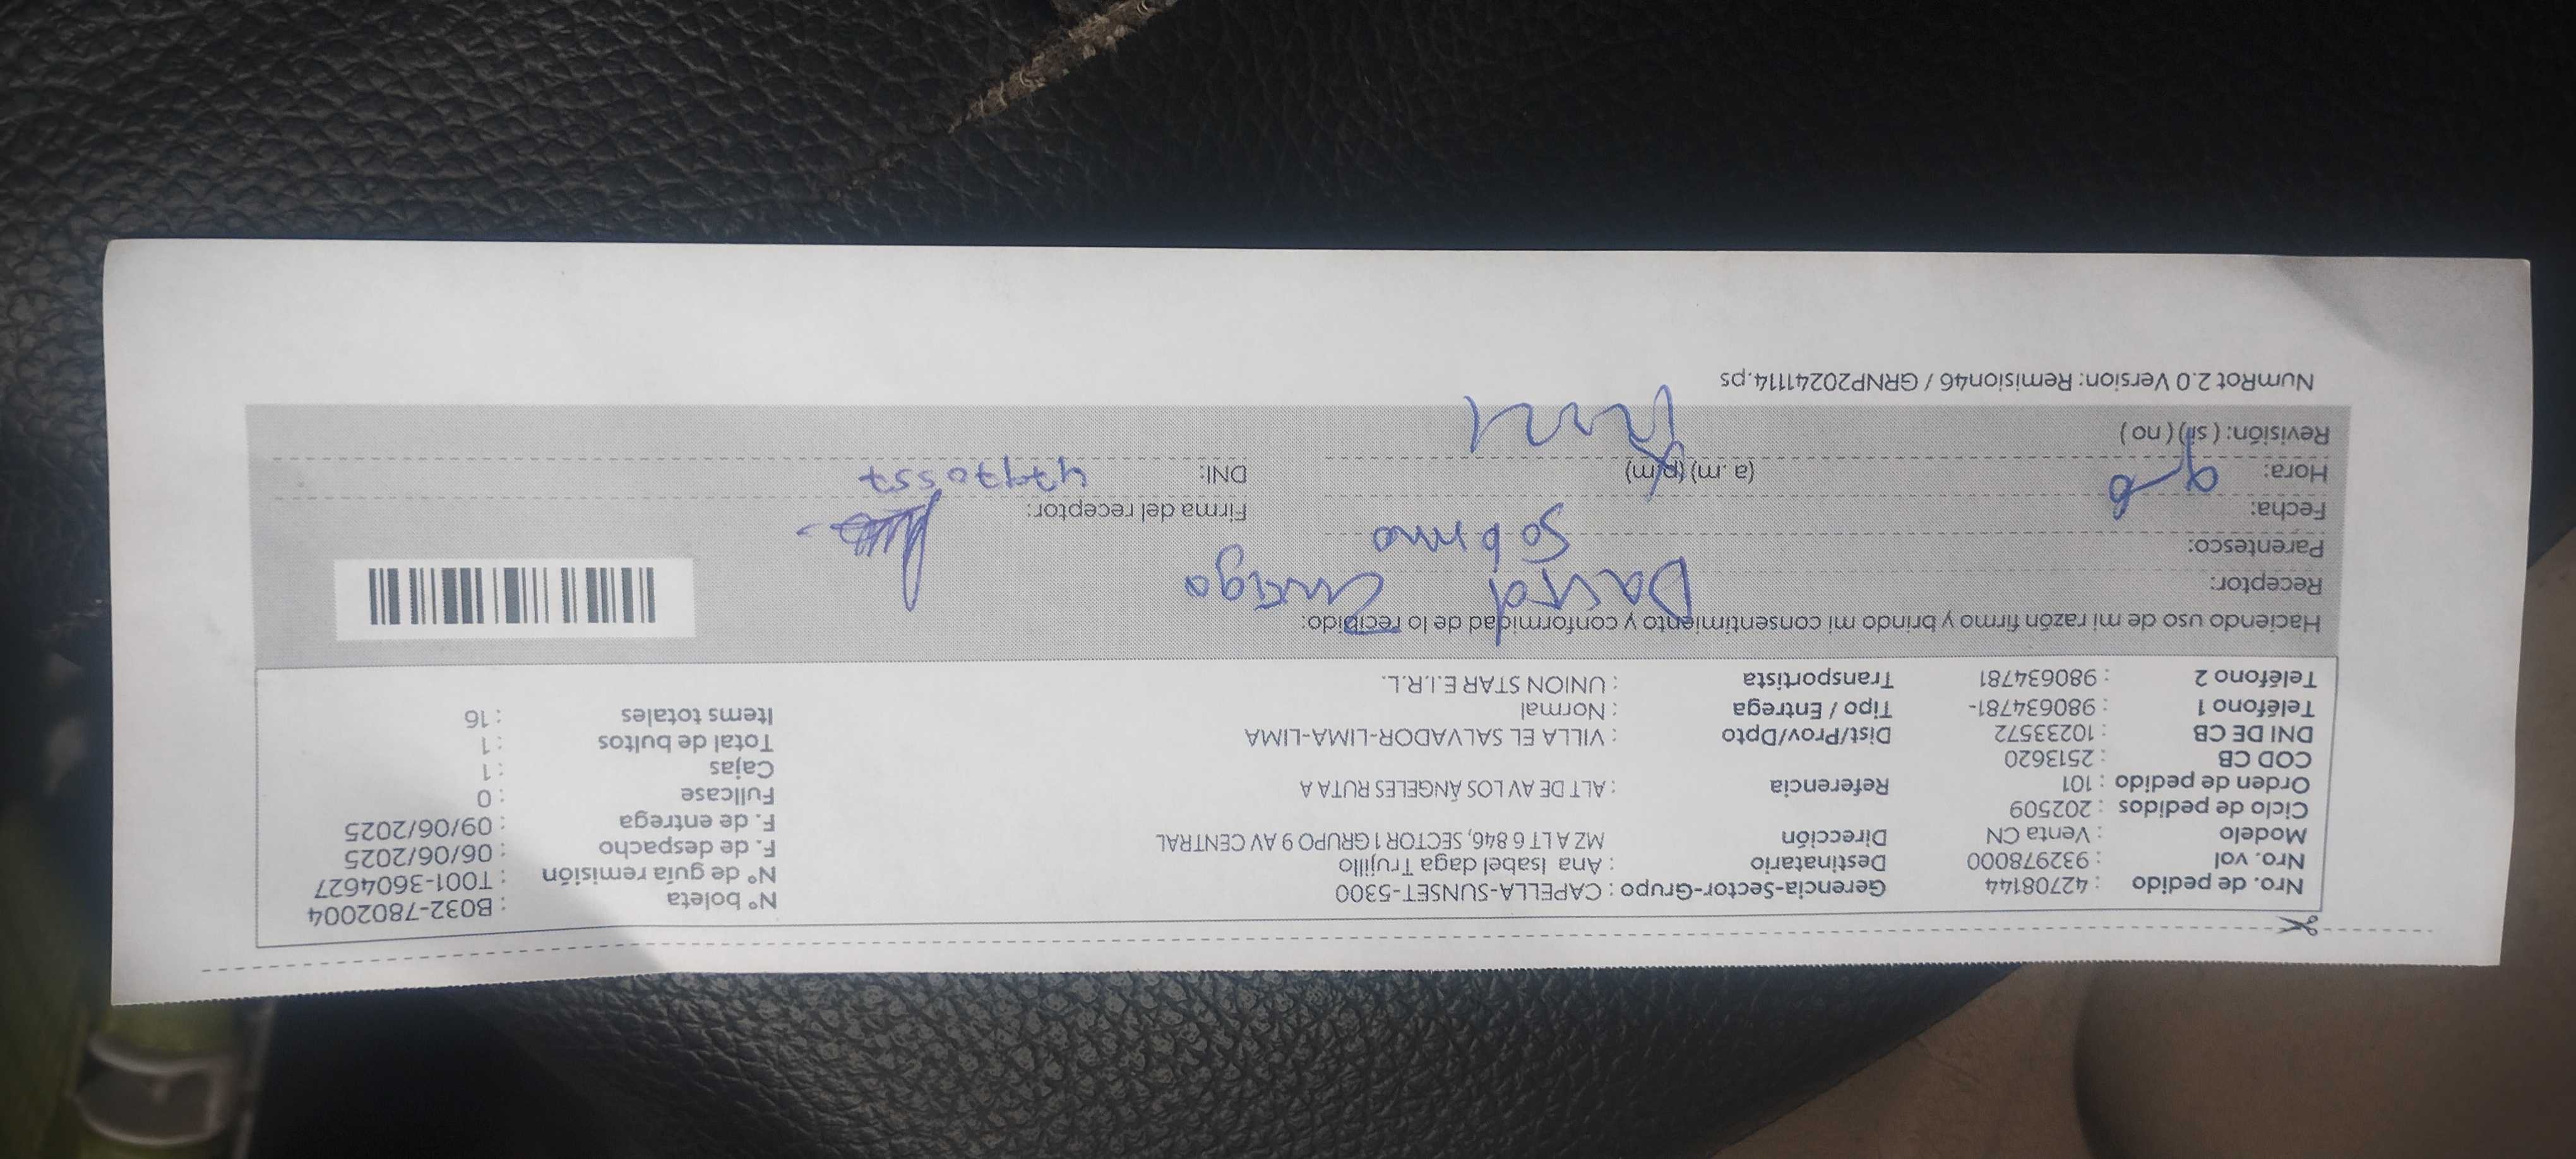 Nro. de pedido : 42708144 Gerencia-Sector-Grupo : CAPELLA-SUNSET-5300 N° boleta : B032-7802004
Nro. vol : 932978000 Destinatario : Ana Isabel daga Trujillo N° de guía remisión : T001-3604627
Modelo : Venta CN Dirección MZ A LT 6 846, SECTOR 1 GRUPO 9 AV CENTRAL F. de despacho : 06/06/2025
Ciclo de pedidos : 202509 F. de entrega : 09/06/2025
Orden de pedido : 101 Referencia : ALT DE AV LOS ÁNGELES RUTA A Fullcase : 0
COD CB : 2513620 Cajas : 1
DNI DE CB : 10233572 Dist/Prov/Dpto : VILLA EL SALVADOR-LIMA-LIMA Total de bultos : 1
Teléfono 1 : 980634781- Tipo / Entrega : Normal Items totales : 16
Teléfono 2 : 980634781 Transportista : UNION STAR E.I.R.L.
Haciendo uso de mi razón firmo y brindo mi consentimiento y conformidad de lo recibido:
Receptor: David
Parentesco: Sobrino
Fecha: 9-6 Firma del receptor:
Hora: (a. m) (p/m) DNI: 47970557
Revisión: ( si) ( no )
NumRot 2.0 Version: Remision46 / GRNP20241114.ps